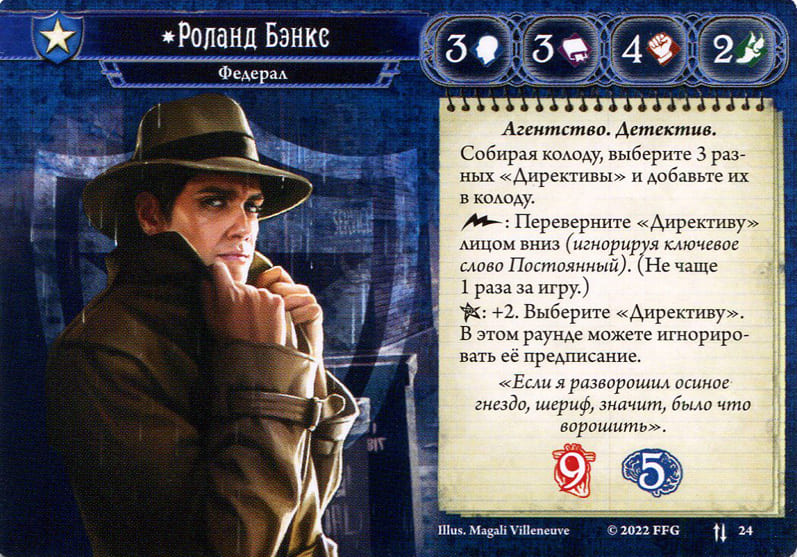 Роланд Бэнкс
Федерал
3 3 4 2
Агентство. Детектив.
Собирая колоду, выберите 3 раз-
ных «Директивы» и добавьте их
в колоду.
: Переверните «Директиву»
лицом вниз (игнорируя ключевое
слово Постоянный). (Не чаще
1 раза за игру.)
: +2. Выберите «Директиву».
В этом раунде можете игнориро-
вать её предписание.
«Если я разворошил осиное
гнездо, шериф, значит, было что
ворошить».
9 5
Illus. Magali Villeneuve © 2022 FFG 24